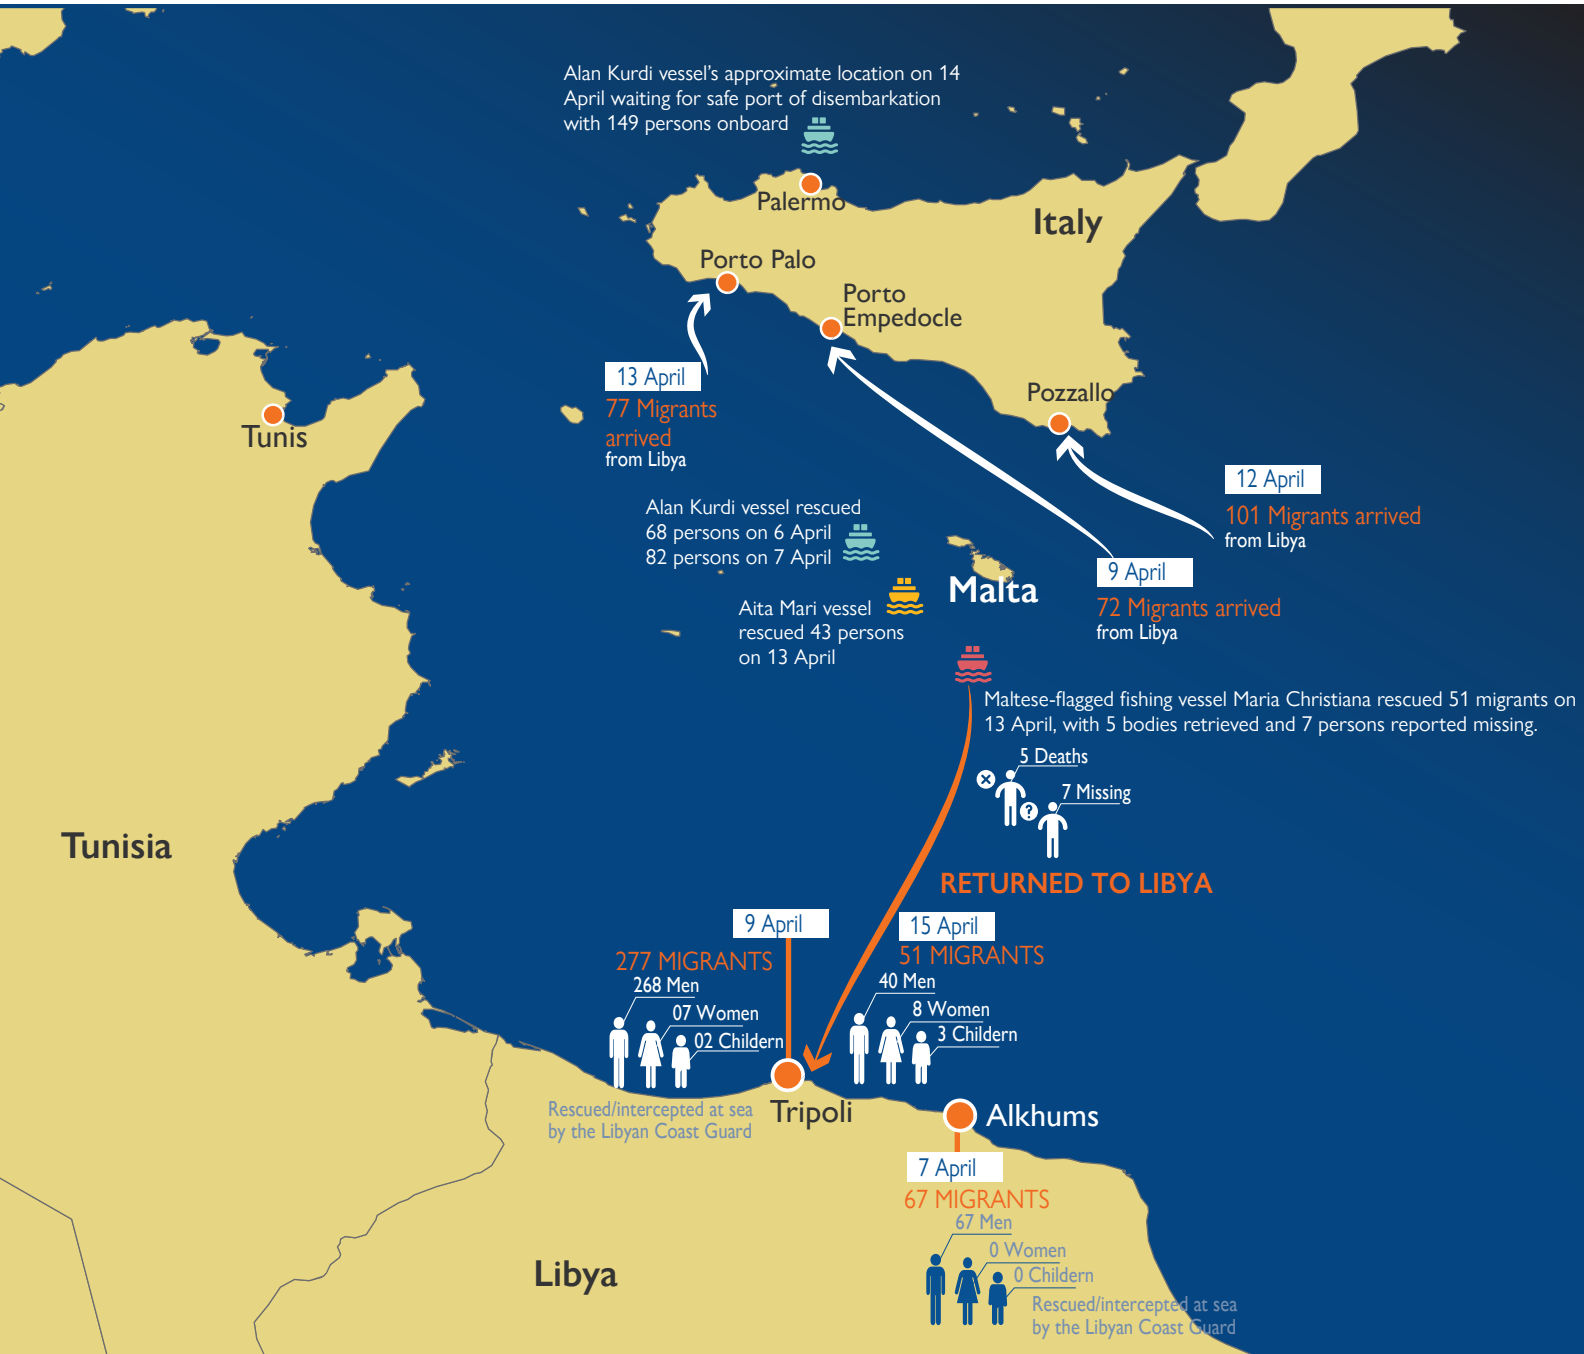 Alan Kurdi vessel's approximate location on 14
April waiting for safe port of disembarkation
with 149 persons onboard
Palermo
Italy
Porto Palo
Porto
Empedocle
Pozzallo
13 April
77 Migrants
arrived
from Libya
Tunis
12 April
101 Migrants arrived
from Libya
Alan Kurdi vessel rescued
68 persons on 6 April
82 persons on 7 April
9 April
72 Migrants arrived
from Libya
Malta
Aita Mari vessel
rescued 43 persons
on 13 April
Maltese-flagged fishing vessel Maria Christiana rescued 51 migrants on
13 April, with 5 bodies retrieved and 7 persons reported missing.
5 Deaths
7 Missing
?
Tunisia
RETURNED TO LIBYA
9 April
277 MIGRANTS
268 Men
07 Women
02 Childern
15 April
51 MIGRANTS
40 Men
8 Women
3 Childern
Rescued/intercepted at sea
by the Libyan Coast Guard
Tripoli
Alkhums
7 April
67 MIGRANTS
67 Men
0 Women
0 Childern
Rescued/intercepted at sea
by the Libyan Coast Guard
Libya